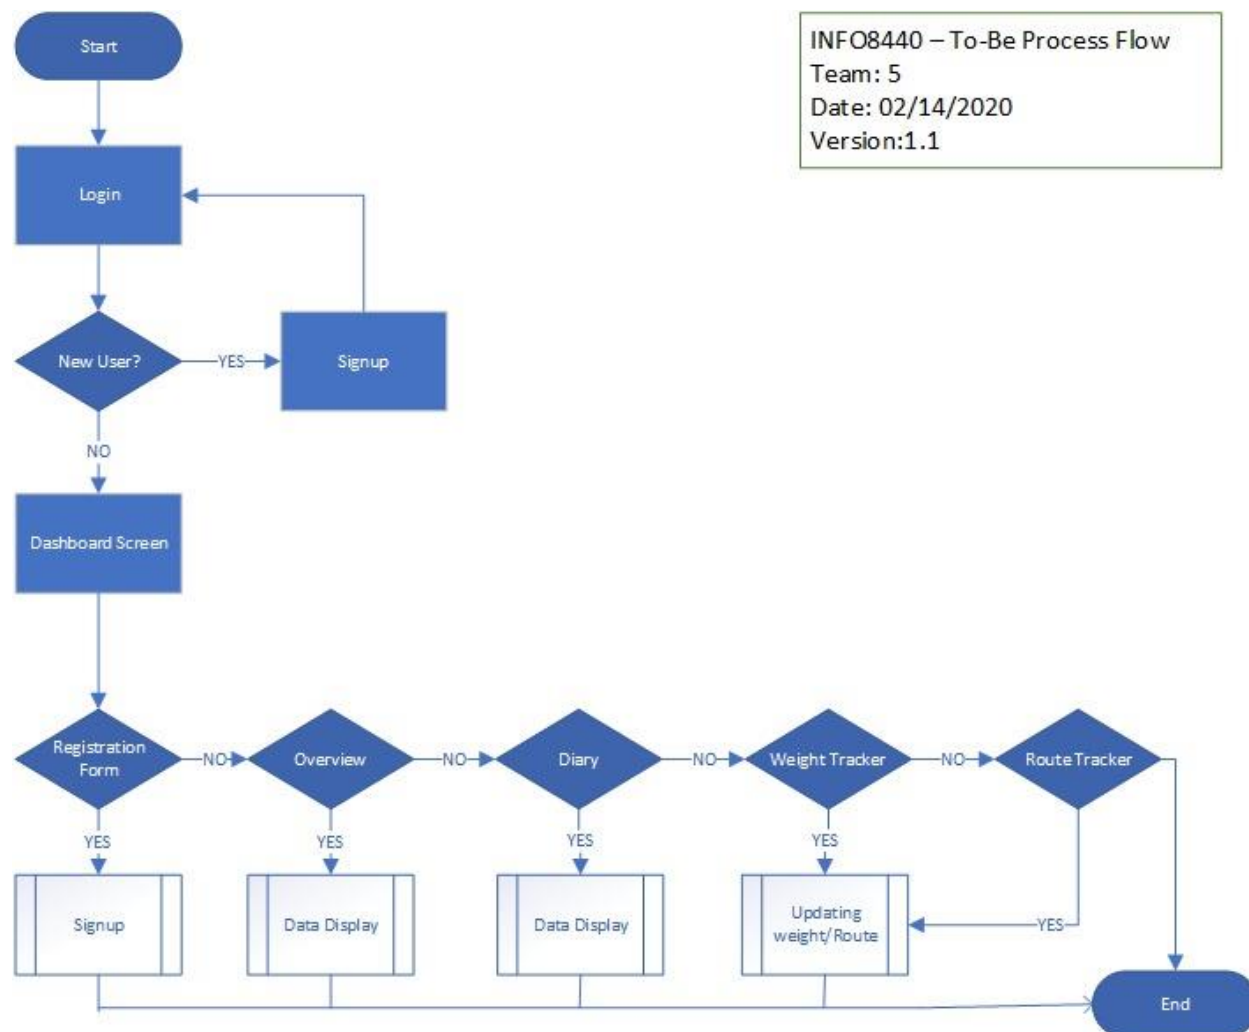 Start
INFO8440 – To-Be Process Flow
Team: 5
Date: 02/14/2020
Version:1.1
Login
New User?
YES
Signup
NO
Dashboard Screen
Registration
Form
NO
Overview
NO
Diary
NO
Weight Tracker
NO
Route Tracker
YES
YES
YES
YES
Signup
Data Display
Data Display
Updating
weight/Route
YES
End